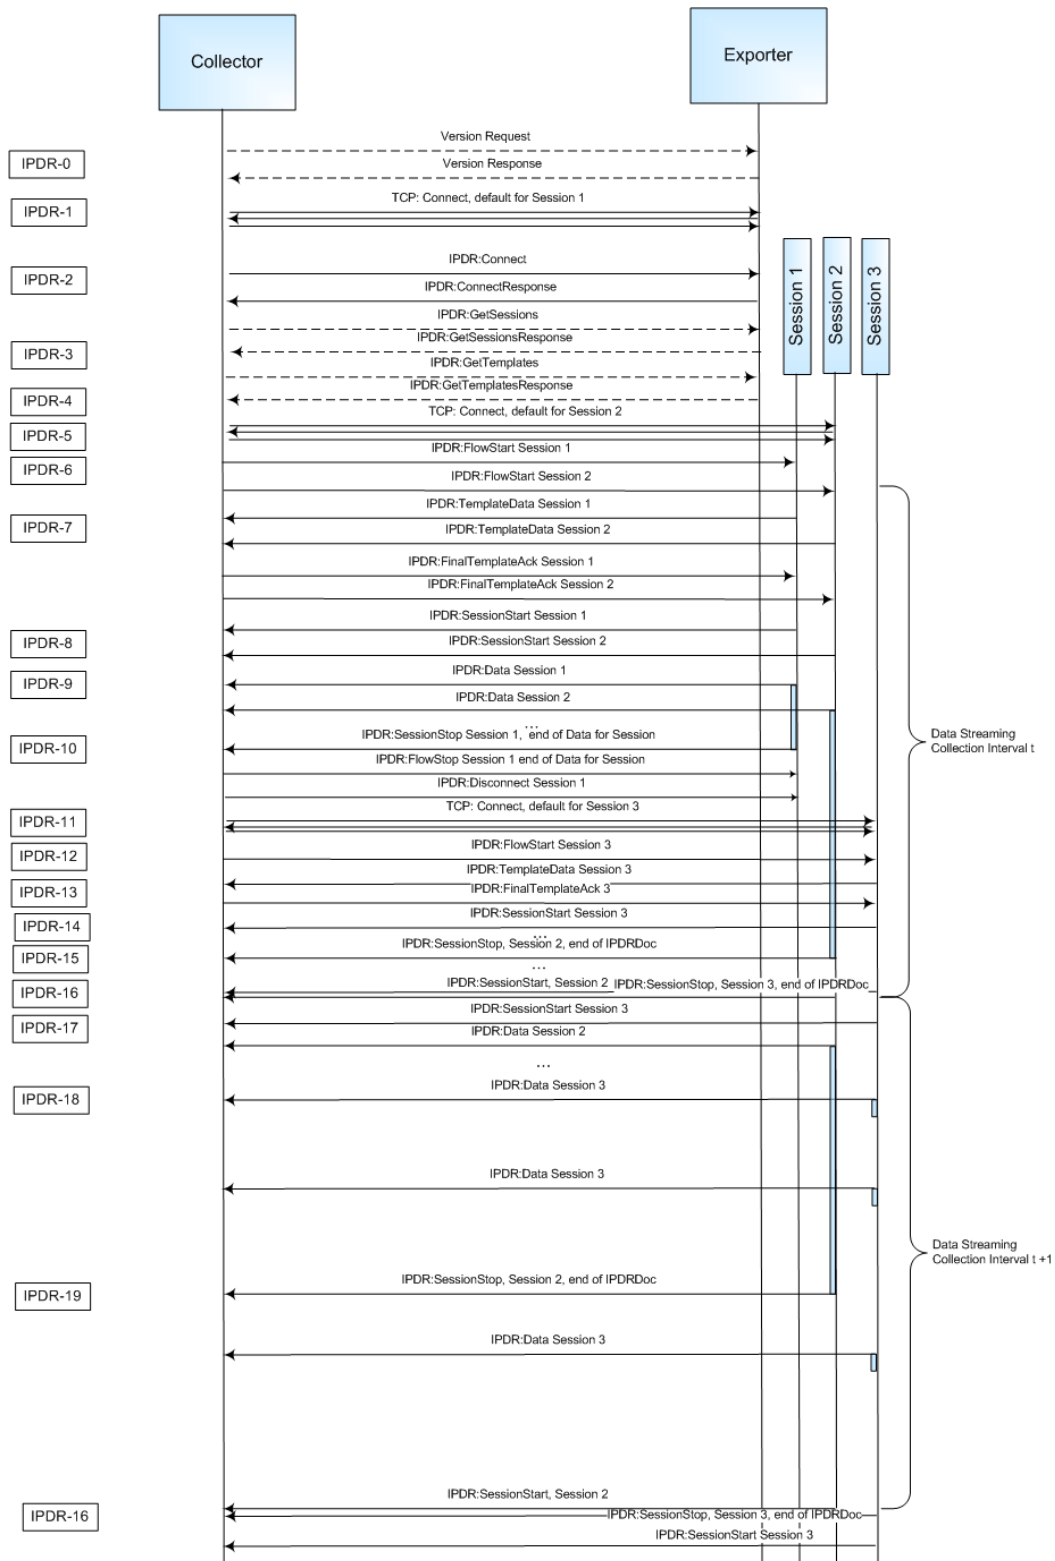 Collector
Exporter
Version Request
IPDR-0
Version Response
TCP: Connect, default for Session 1
IPDR-1
Session 1
Session 2
Session 3
IPDR:Connect
IPDR-2
IPDR:ConnectResponse
IPDR:GetSessions
IPDR:GetSessionsResponse
IPDR-3
IPDR:GetTemplates
IPDR:GetTemplatesResponse
IPDR-4
TCP: Connect, default for Session 2
IPDR-5
IPDR:FlowStart Session 1
IPDR-6
IPDR:FlowStart Session 2
IPDR:TemplateData Session 1
IPDR-7
IPDR:TemplateData Session 2
IPDR:FinalTemplateAck Session 1
IPDR:FinalTemplateAck Session 2
IPDR:SessionStart Session 1
IPDR-8
IPDR:SessionStart Session 2
IPDR:Data Session 1
IPDR-9
IPDR:Data Session 2
...
IPDR:SessionStop Session 1, end of Data for Session
Data Streaming
Collection Interval t
IPDR-10
IPDR:FlowStop Session 1 end of Data for Session
IPDR:Disconnect Session 1
TCP: Connect, default for Session 3
IPDR-11
IPDR:FlowStart Session 3
IPDR-12
IPDR:TemplateData Session 3
IPDR-13
IPDR:FinalTemplateAck 3
IPDR:SessionStart Session 3
IPDR-14
...
IPDR:SessionStop, Session 2, end of IPDRDoc
IPDR-15
...
IPDR:SessionStart, Session 2
IPDR:SessionStop, Session 3, end of IPDRDoc
IPDR-16
IPDR:SessionStart Session 3
IPDR-17
IPDR:Data Session 2
...
IPDR:Data Session 3
IPDR-18
IPDR:Data Session 3
Data Streaming
Collection Interval t +1
IPDR:SessionStop, Session 2, end of IPDRDoc
IPDR-19
IPDR:Data Session 3
IPDR:SessionStart, Session 2
IPDR-16
IPDR:SessionStop, Session 3, end of IPDRDoc
IPDR:SessionStart Session 3